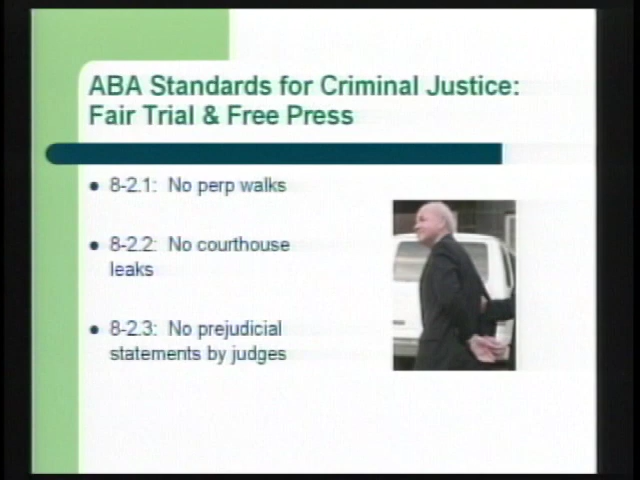 ABA Standards for Criminal Justice:
Fair Trial & Free Press
● 8-2.1: No perp walks
● 8-2.2: No courthouse
leaks
● 8-2.3: No prejudicial
statements by judges